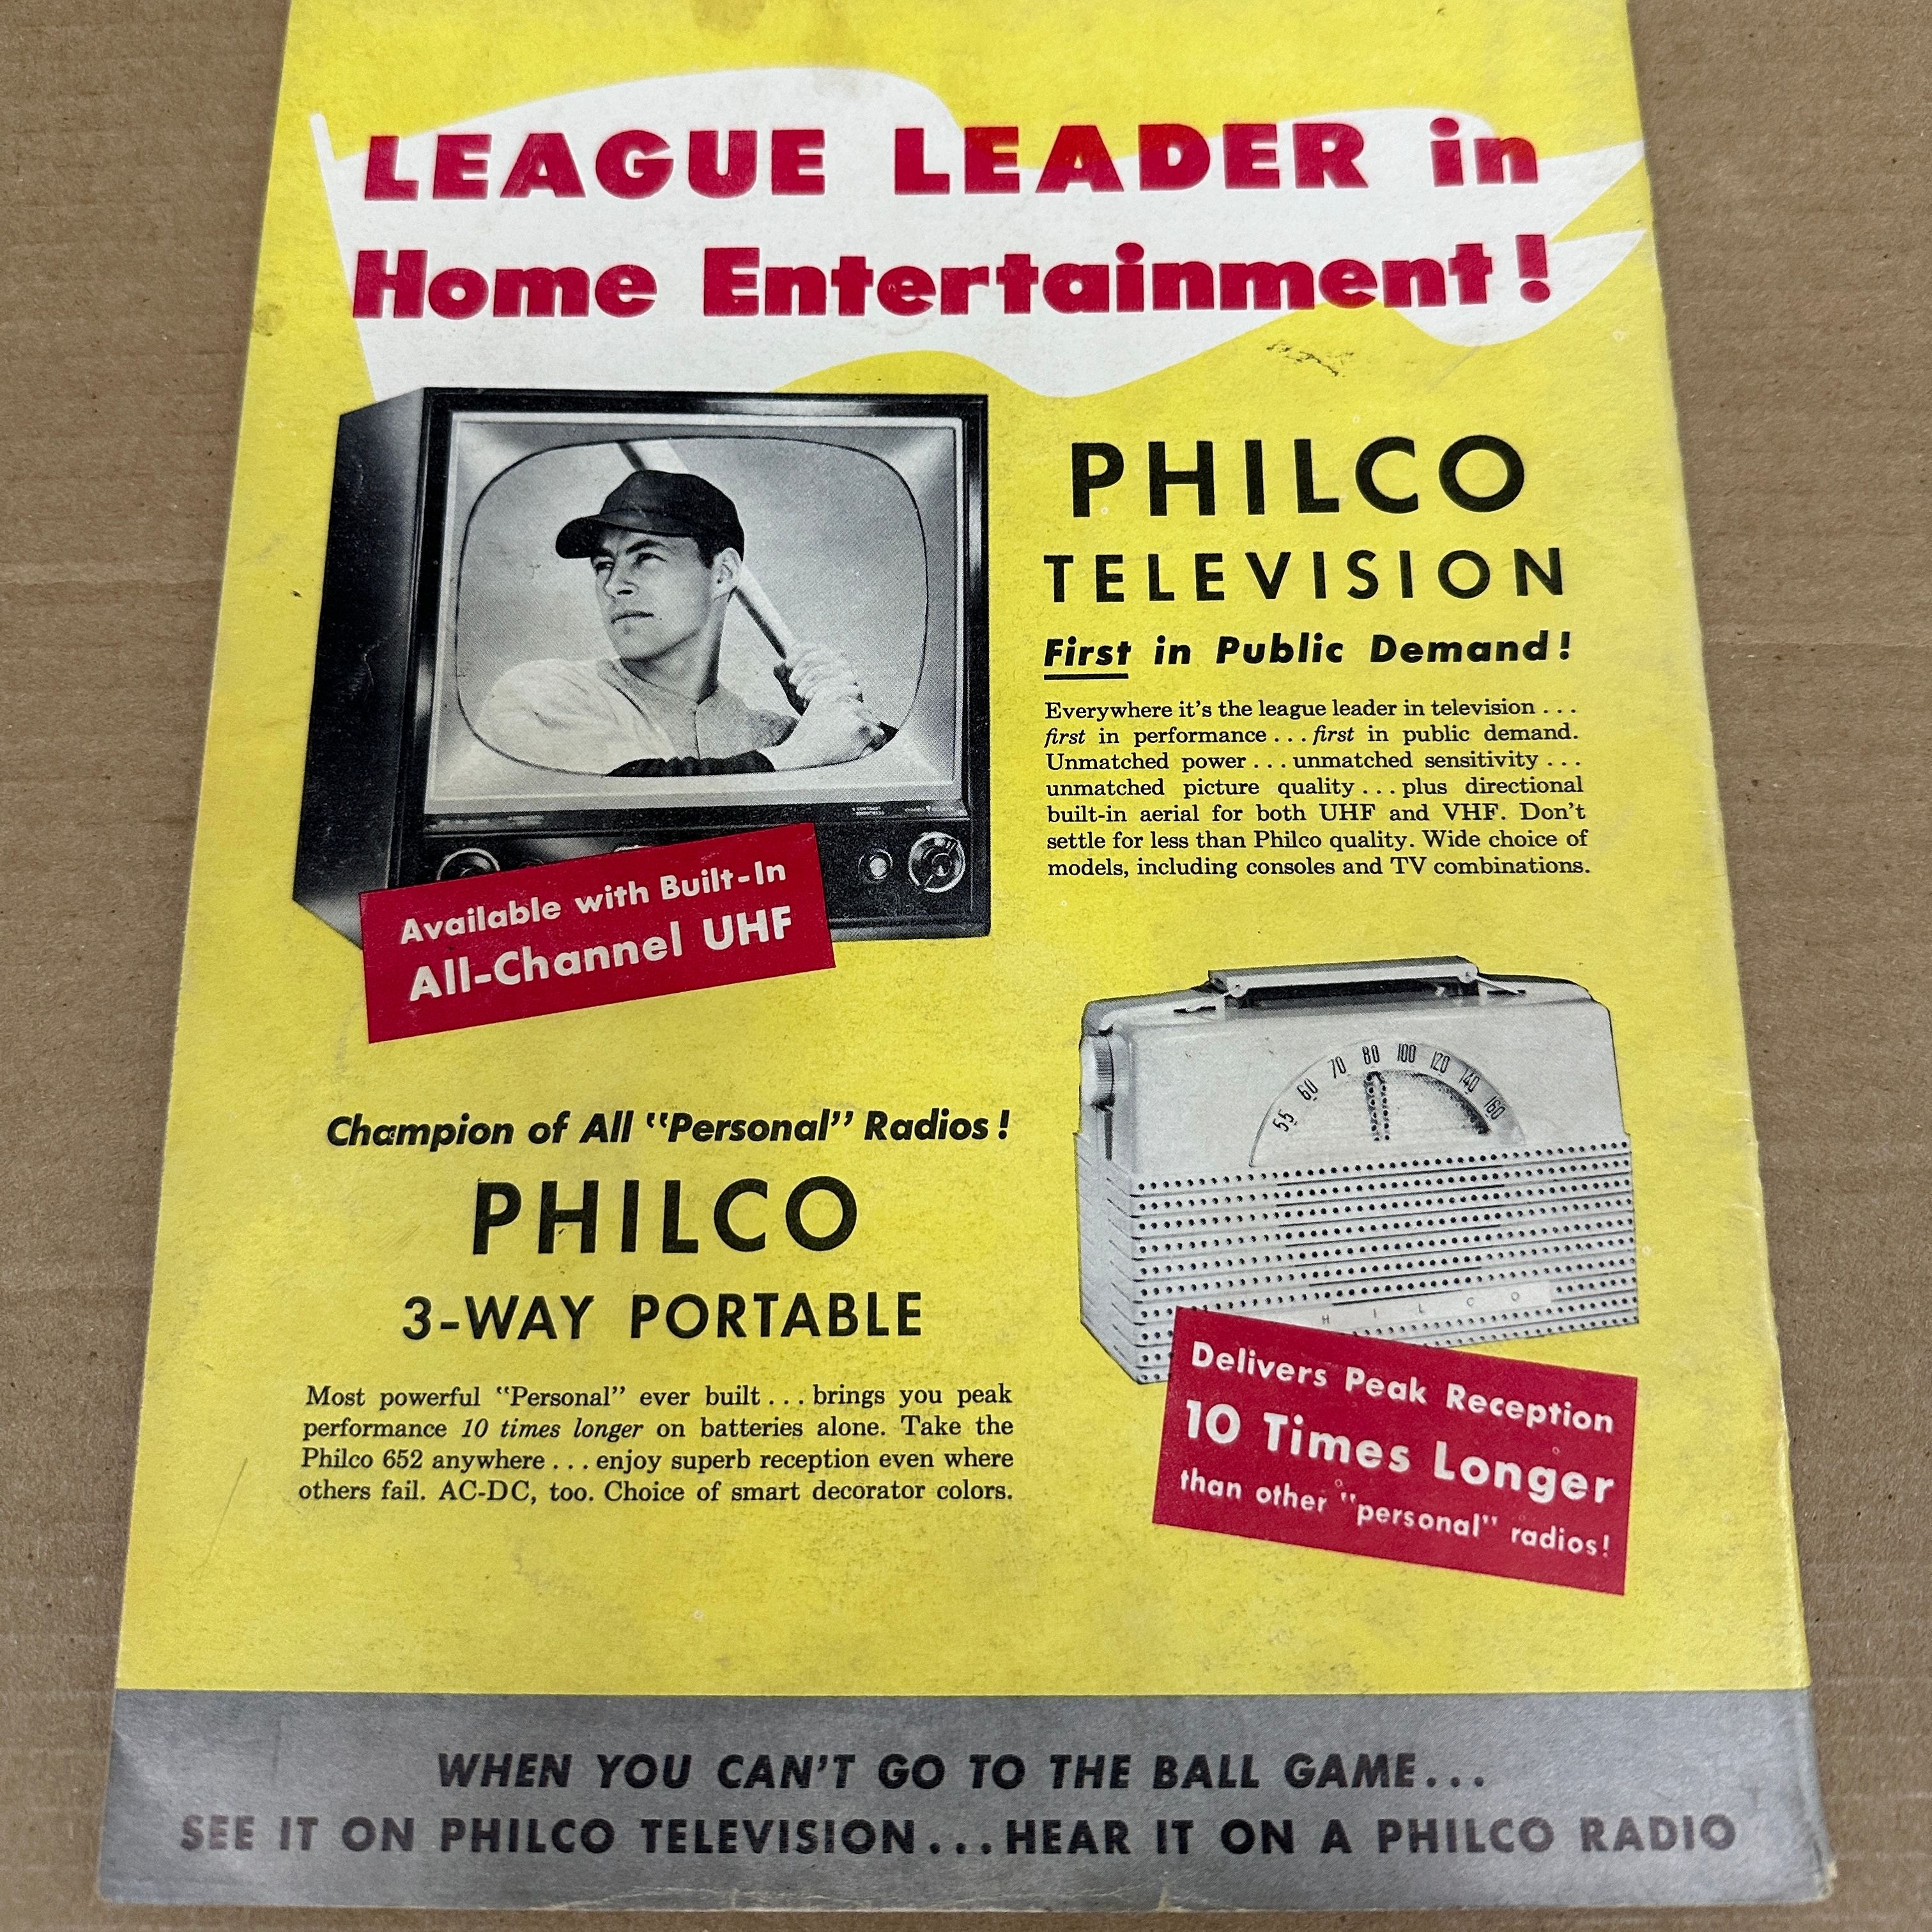 LEAGUE LEADER in
Home Entertainment!
PHILCO
TELEVISION
First in Public Demand!
Everywhere it's the league leader in television . . .
first in performance . . . first in public demand.
Unmatched power . . . unmatched sensitivity . . .
unmatched picture quality . . . plus directional
built-in aerial for both UHF and VHF. Don't
settle for less than Philco quality. Wide choice of
models, including consoles and TV combinations.
Available with Built-In
All-Channel UHF
55 60 70 80 100 120 140 160
HILCO
Champion of All "Personal" Radios!
PHILCO
3-WAY PORTABLE
Most powerful "Personal" ever built . . . brings you peak
performance 10 times longer on batteries alone. Take the
Philco 652 anywhere . . . enjoy superb reception even where
others fail. AC-DC, too. Choice of smart decorator colors.
Delivers Peak Reception
10 Times Longer
than other "personal" radios!
WHEN YOU CAN'T GO TO THE BALL GAME...
SEE IT ON PHILCO TELEVISION...HEAR IT ON A PHILCO RADIO